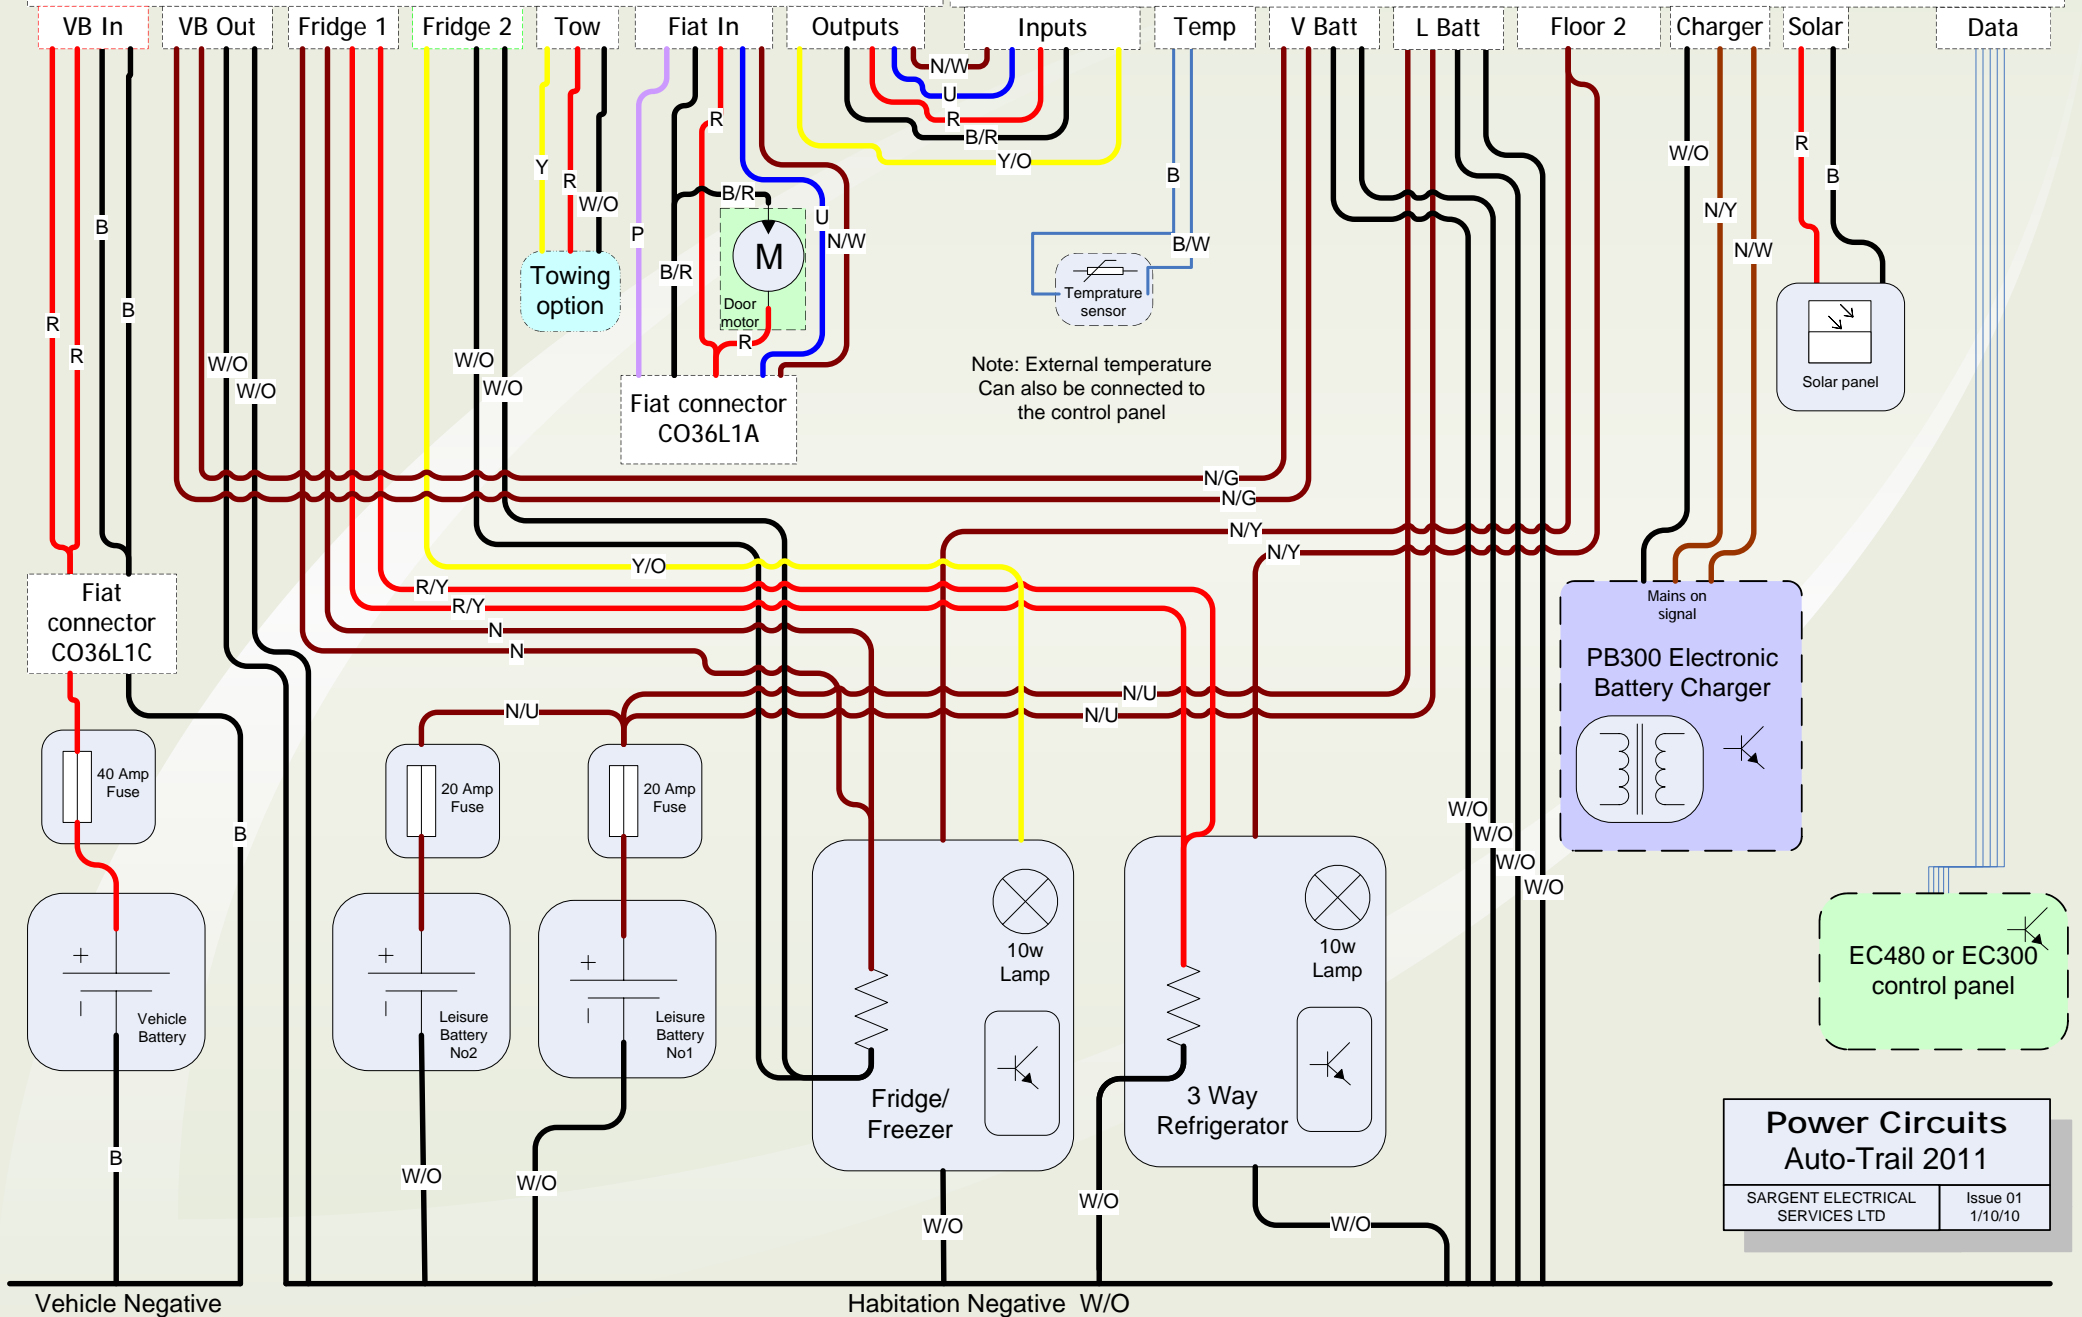 VB In
VB Out
Fridge 1
Fridge 2
Tow
Fiat In
Outputs
Inputs
Temp
V Batt
L Batt
Floor 2
Charger
Solar
Data
N/W
U
R
B/R
Y/O
R
Y
R
W/O
B
W/O
R
B
N/Y
N/W
B
B/R
U
N/W
P
B/R
M
Door
motor
R
B/W
Temprature
sensor
Towing
option
R
R
B
W/O
W/O
W/O
W/O
Note: External temperature
Can also be connected to
the control panel
Solar panel
Fiat connector
CO36L1A
N/G
N/G
N/Y
N/Y
Y/O
R/Y
R/Y
N
N
N/U
N/U
N/U
Fiat
connector
CO36L1C
Mains on
signal
PB300 Electronic
Battery Charger
40 Amp
Fuse
20 Amp
Fuse
20 Amp
Fuse
B
W/O
W/O
W/O
W/O
10w
Lamp
10w
Lamp
EC480 or EC300
control panel
+
Vehicle
Battery
+
Leisure
Battery
No2
+
Leisure
Battery
No1
Fridge/
Freezer
3 Way
Refrigerator
B
W/O
W/O
W/O
W/O
W/O
Power Circuits
Auto-Trail 2011
SARGENT ELECTRICAL
SERVICES LTD
Issue 01
1/10/10
Vehicle Negative
Habitation Negative W/O